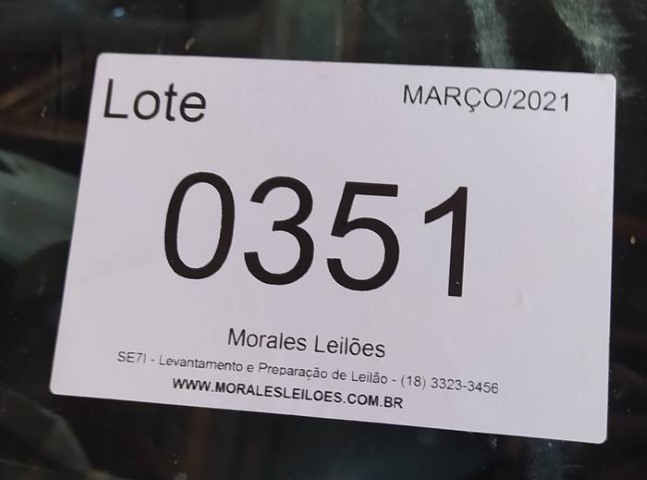 Lote
MARÇO/2021
0351
Morales Leilões
SE7I - Levantamento e Preparação de Leilão - (18) 3323-3456
WWW.MORALESLEILOES.COM.BR